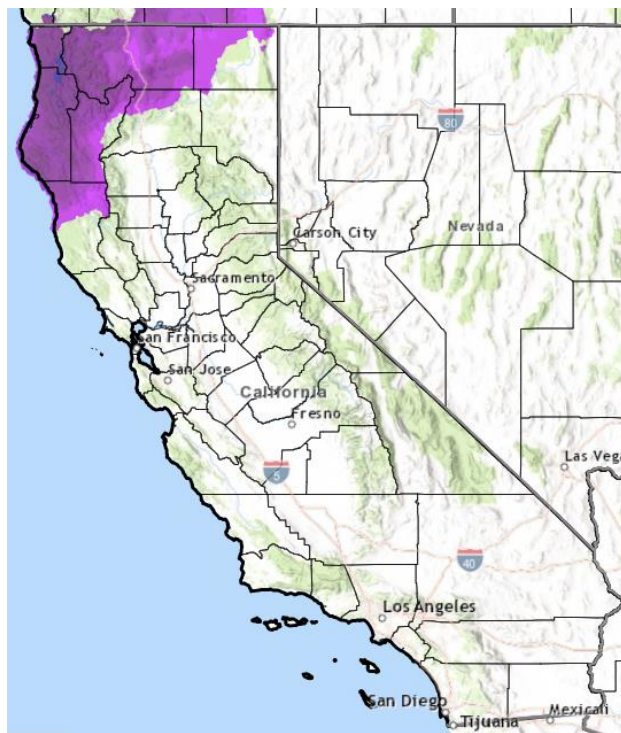 80
Carson City
Nevada
Sacramento
San Francisco
San Jose
California
Fresno
Las Vega
5
40
Los Angeles
San Diego
Tijuana
Mexicali